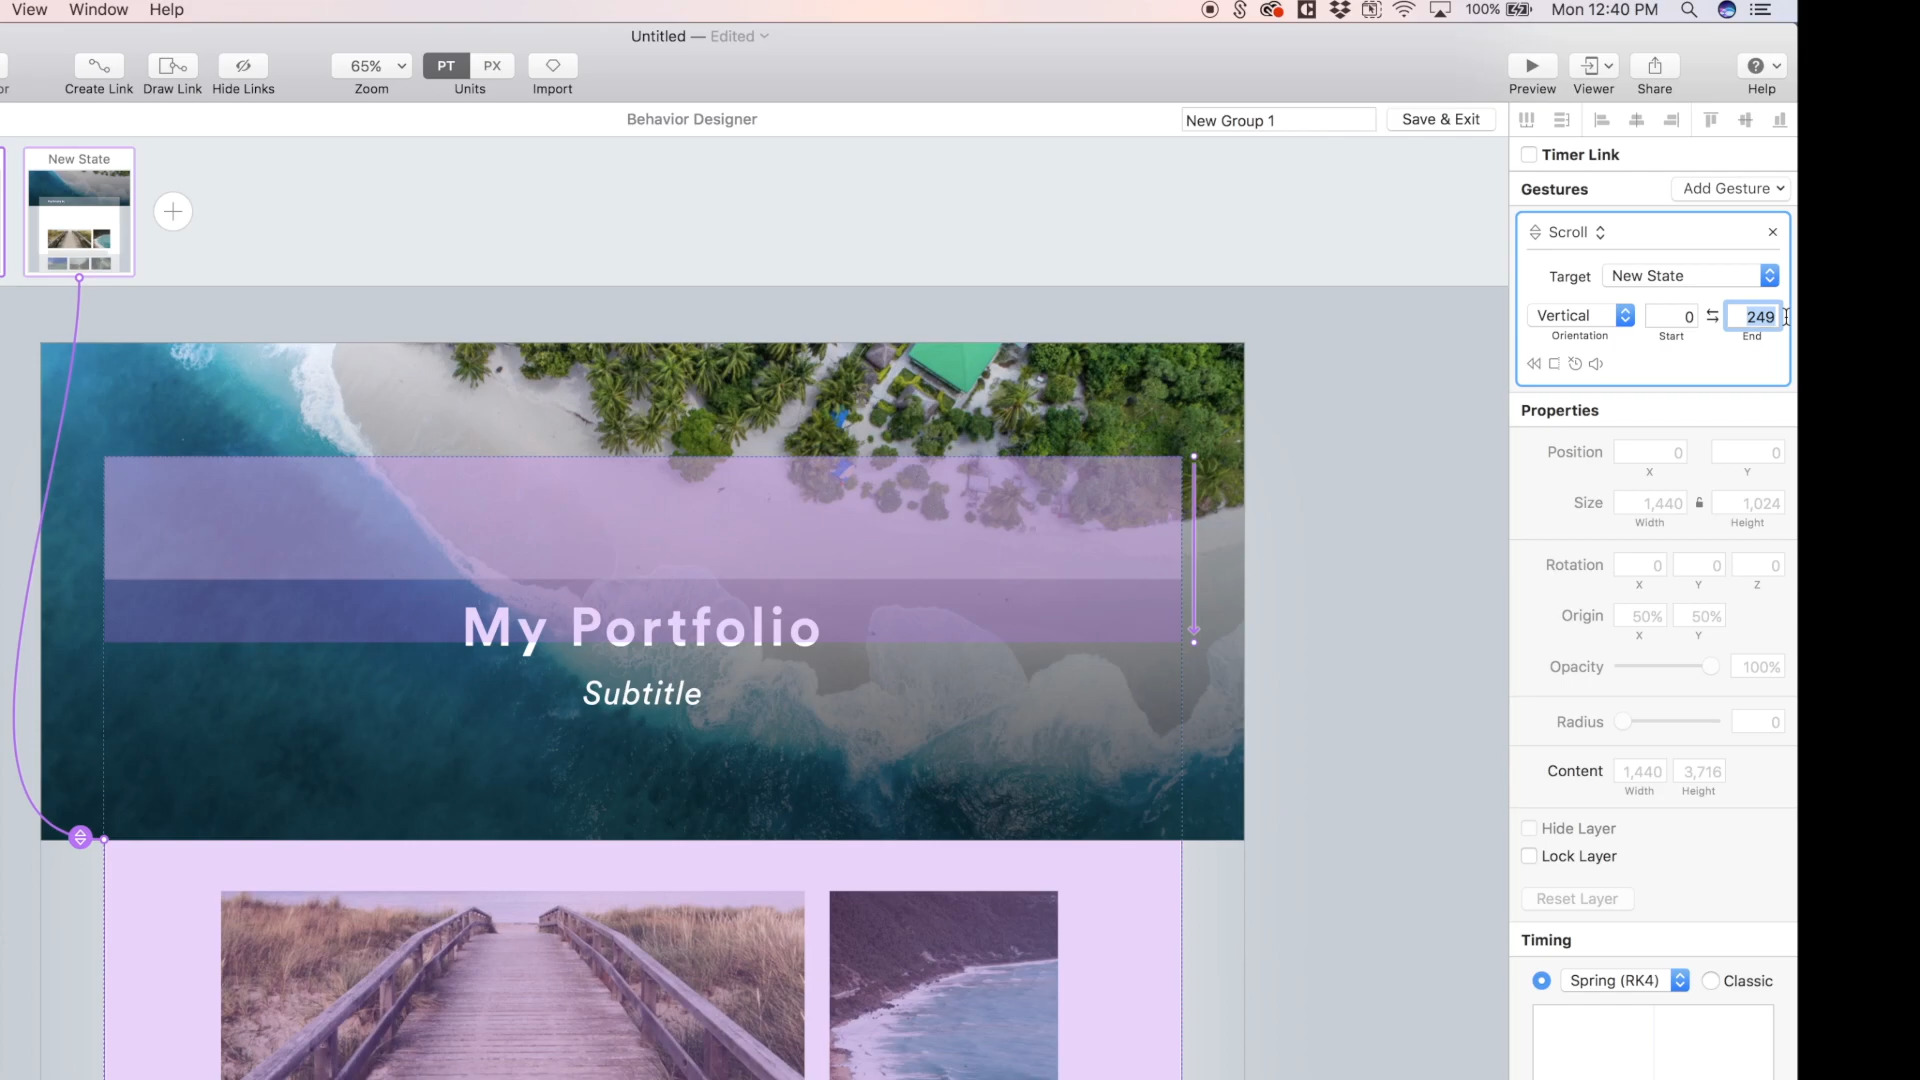 View Window Help
100% Mon 12:40 PM
Untitled — Edited
65% PT PX
or Create Link Draw Link Hide Links Zoom Units Import Preview Viewer Share Help
Behavior Designer New Group 1 Save & Exit
New State
Timer Link
Gestures Add Gesture
Scroll
Target New State
Vertical 0 249
Orientation Start End
Properties
Position 0 0
X Y
Size 1,440 1,024
Width Height
Rotation 0 0 0
X Y Z
Origin 50% 50%
X Y
Opacity 100%
Radius 0
Content 1,440 3,716
Width Height
Hide Layer
Lock Layer
Reset Layer
Timing
Spring (RK4) Classic
My Portfolio
Subtitle